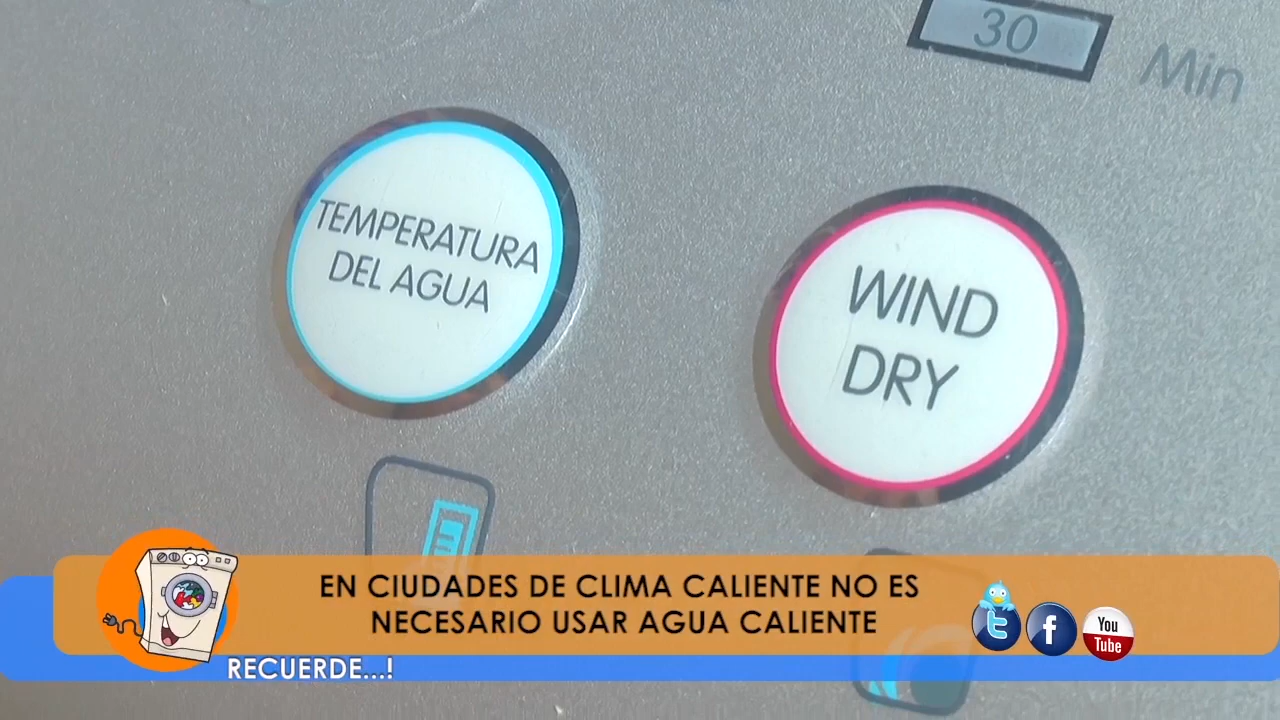 30
Min
TEMPERATURA
DEL AGUA
WIND
DRY
EN CIUDADES DE CLIMA CALIENTE NO ES
NECESARIO USAR AGUA CALIENTE
t
f
You
Tube
RECUERDE...!